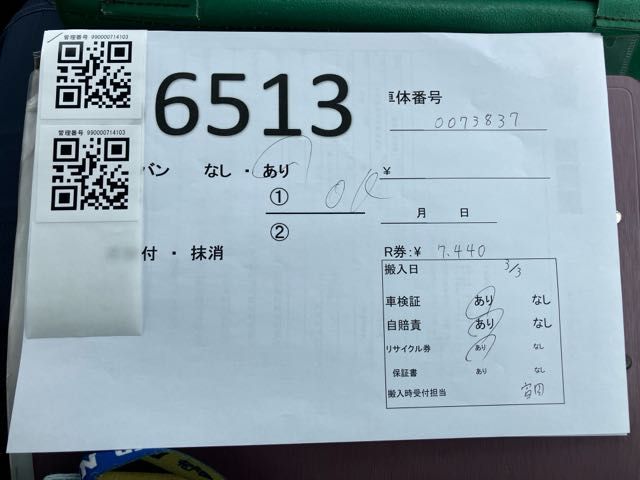 管理番号 990000714103
管理番号 990000714103
6513
車体番号
0073837
バン なし ・ あり
¥
①
OK
②
月 日
付 ・ 抹消
R券:¥ 7,440
搬入日 3/3
車検証 あり なし
自賠責 あり なし
リサイクル券 あり なし
保証書 あり なし
搬入時受付担当 富田